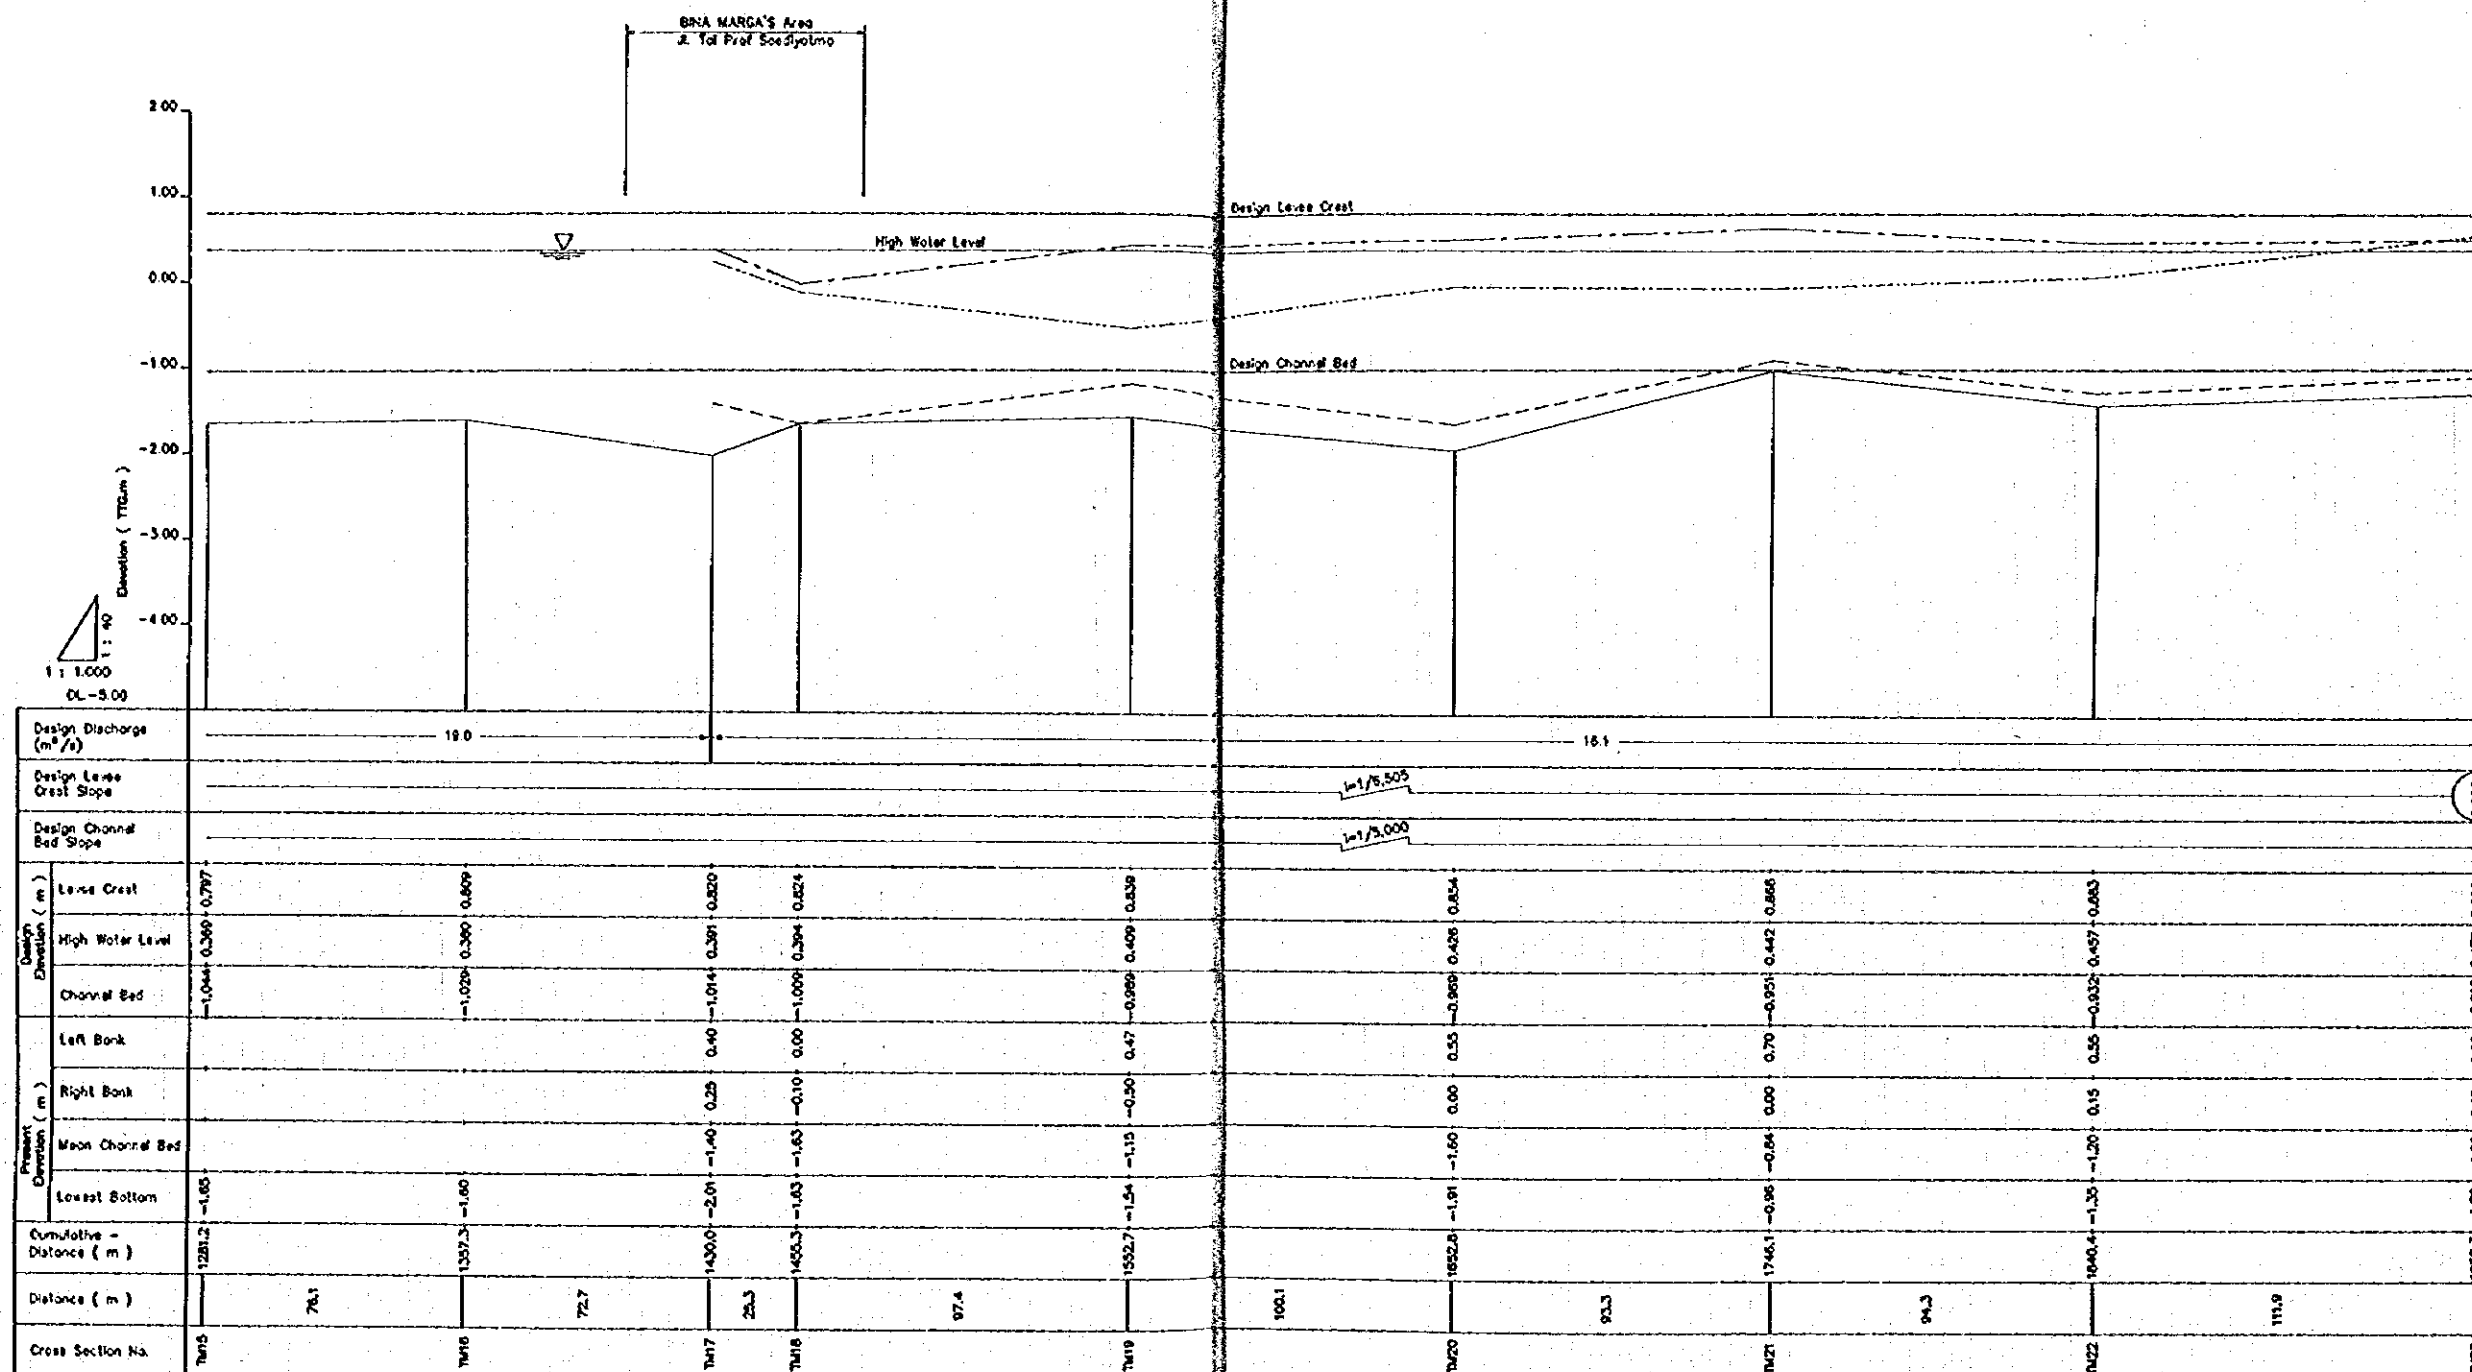 BINA MARGA'S Area
Jl. Tol Prof Soediyatmo
2.00
1.00
0.00
-1.00
-2.00
-3.00
-4.00
Elevation ( TTG.m )
1 : 40
1 : 1.000
DL-5.00
Design Levee Crest
High Water Level
Design Channel Bed
Design Discharge
(m³/s)
19.0
16.1
Design Levee
Crest Slope
I=1/6,505
Design Channel
Bed Slope
I=1/5,000
Design
Elevation ( m )
Levee Crest
0.797 0.809 0.820 0.824 0.839 0.854 0.868 0.883
High Water Level
0.369 0.380 0.391 0.394 0.409 0.426 0.442 0.457
Channel Bed
-1.044 -1.029 -1.014 -1.009 -0.989 -0.969 -0.951 -0.932
Present
Elevation ( m )
Left Bank
0.40 0.00 0.47 0.55 0.70 0.55
Right Bank
0.25 -0.10 -0.50 0.00 0.00 0.15
Mean Channel Bed
-1.40 -1.63 -1.15 -1.60 -0.84 -1.20
Lowest Bottom
-1.65 -1.60 -2.01 -1.63 -1.54 -1.91 -0.96 -1.35
Cumulative -
Distance ( m )
1281.2 1357.3 1430.0 1455.3 1552.7 1652.8 1746.1 1840.4
Distance ( m )
76.1 72.7 25.3 97.4 100.1 93.3 94.3 111.9
Cross Section No.
TM15 TM16 TM17 TM18 TM19 TM20 TM21 TM22